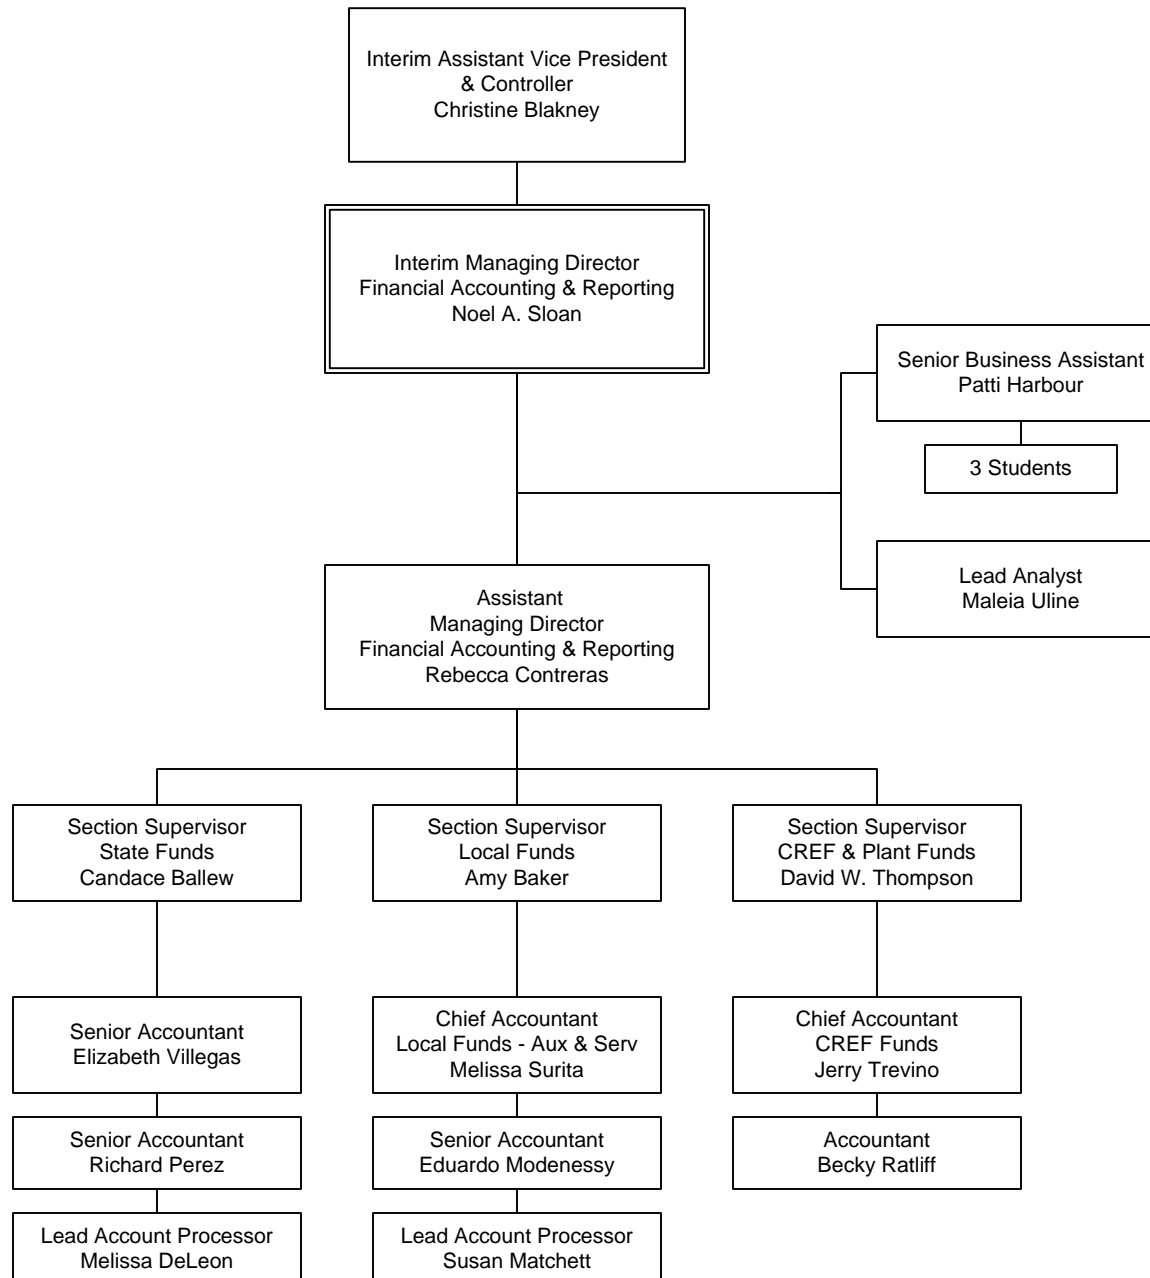 Interim Assistant Vice President
& Controller
Christine Blakney
Interim Managing Director
Financial Accounting & Reporting
Noel A. Sloan
Senior Business Assistant
Patti Harbour
3 Students
Lead Analyst
Maleia Uline
Assistant
Managing Director
Financial Accounting & Reporting
Rebecca Contreras
Section Supervisor
State Funds
Candace Ballew
Section Supervisor
Local Funds
Amy Baker
Section Supervisor
CREF & Plant Funds
David W. Thompson
Senior Accountant
Elizabeth Villegas
Chief Accountant
Local Funds - Aux & Serv
Melissa Surita
Chief Accountant
CREF Funds
Jerry Trevino
Senior Accountant
Richard Perez
Senior Accountant
Eduardo Modenessy
Accountant
Becky Ratliff
Lead Account Processor
Melissa DeLeon
Lead Account Processor
Susan Matchett